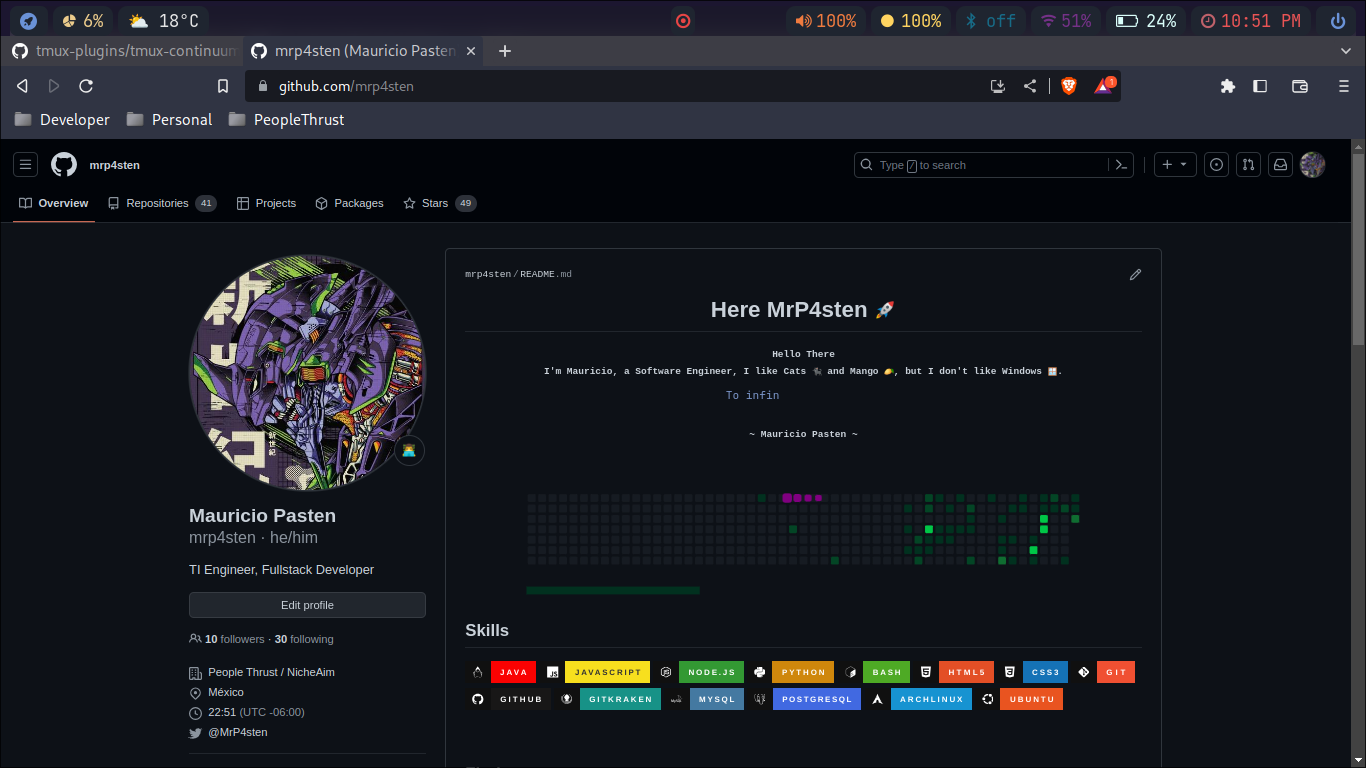 6% 18°C 100% 100% off 51% 24% 10:51 PM
tmux-plugins/tmux-continuum mrp4sten (Mauricio Pasten
github.com/mrp4sten 1
Developer Personal PeopleThrust
mrp4sten Type / to search
Overview Repositories 41 Projects Packages Stars 49
mrp4sten/README.md
Here MrP4sten 🚀
Hello There
I'm Mauricio, a Software Engineer, I like Cats 🐈‍⬛ and Mango 🥭, but I don't like Windows 🪟.
To infin
~ Mauricio Pasten ~
新世紀
Mauricio Pasten
mrp4sten · he/him
TI Engineer, Fullstack Developer
Edit profile
10 followers · 30 following
People Thrust / NicheAim
México
22:51 (UTC -06:00)
@MrP4sten
Skills
JAVA JS JAVASCRIPT NODE.JS PYTHON BASH HTML5 CSS3 GIT
GITHUB GITKRAKEN MYSQL POSTGRESQL ARCHLINUX UBUNTU